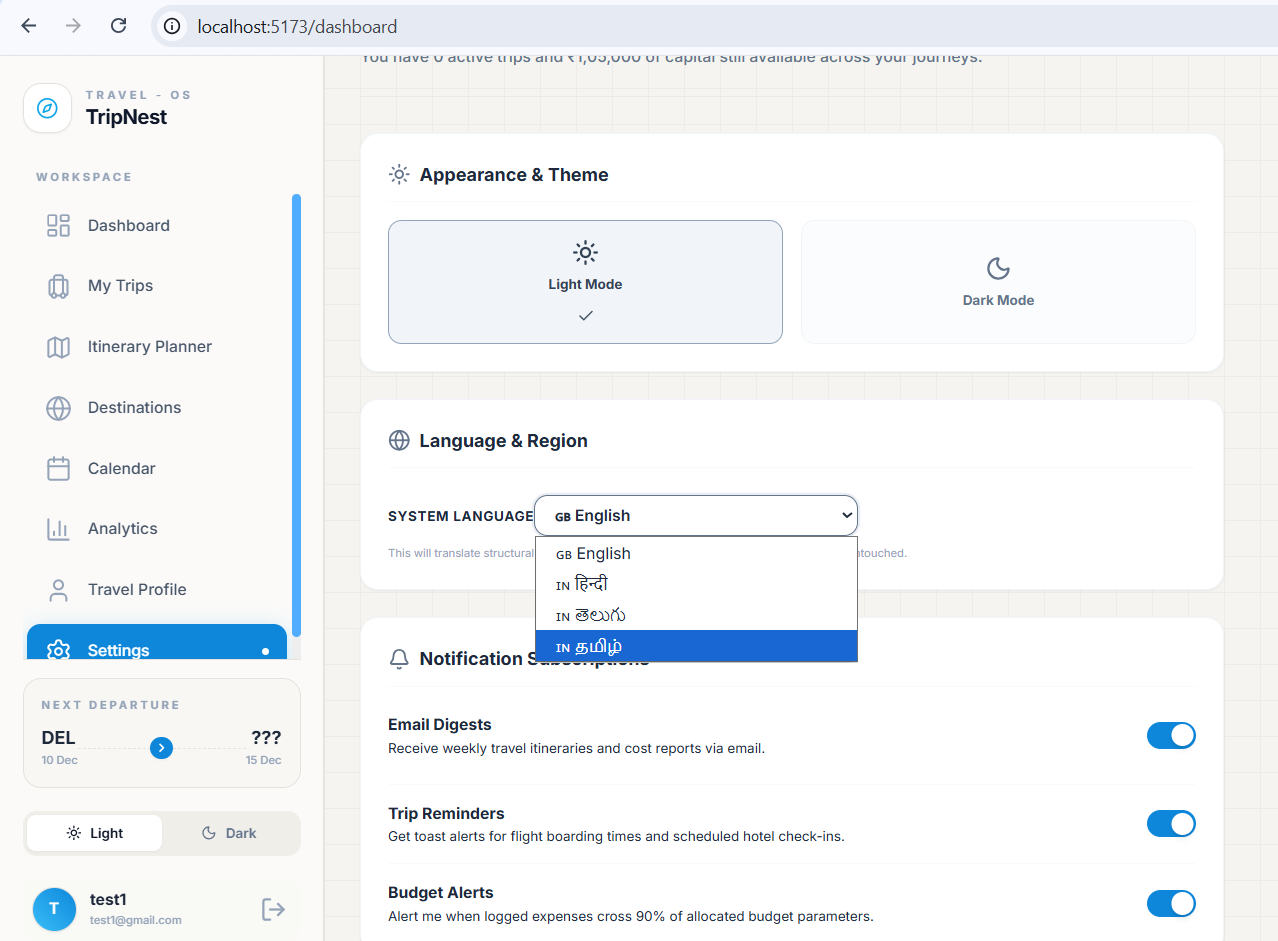 localhost:5173/dashboard
You have 0 active trips and ₹1,05,000 of capital still available across your journeys.
TRAVEL - OS
TripNest
WORKSPACE
Dashboard
My Trips
Itinerary Planner
Destinations
Calendar
Analytics
Travel Profile
Settings
NEXT DEPARTURE
DEL
???
10 Dec
15 Dec
Light
Dark
T
test1
test1@gmail.com
Appearance & Theme
Light Mode
Dark Mode
Language & Region
SYSTEM LANGUAGE
GB English
GB English
IN हिन्दी
IN తెలుగు
IN தமிழ்
This will translate structural
touched.
Notification Subscriptions
Email Digests
Receive weekly travel itineraries and cost reports via email.
Trip Reminders
Get toast alerts for flight boarding times and scheduled hotel check-ins.
Budget Alerts
Alert me when logged expenses cross 90% of allocated budget parameters.